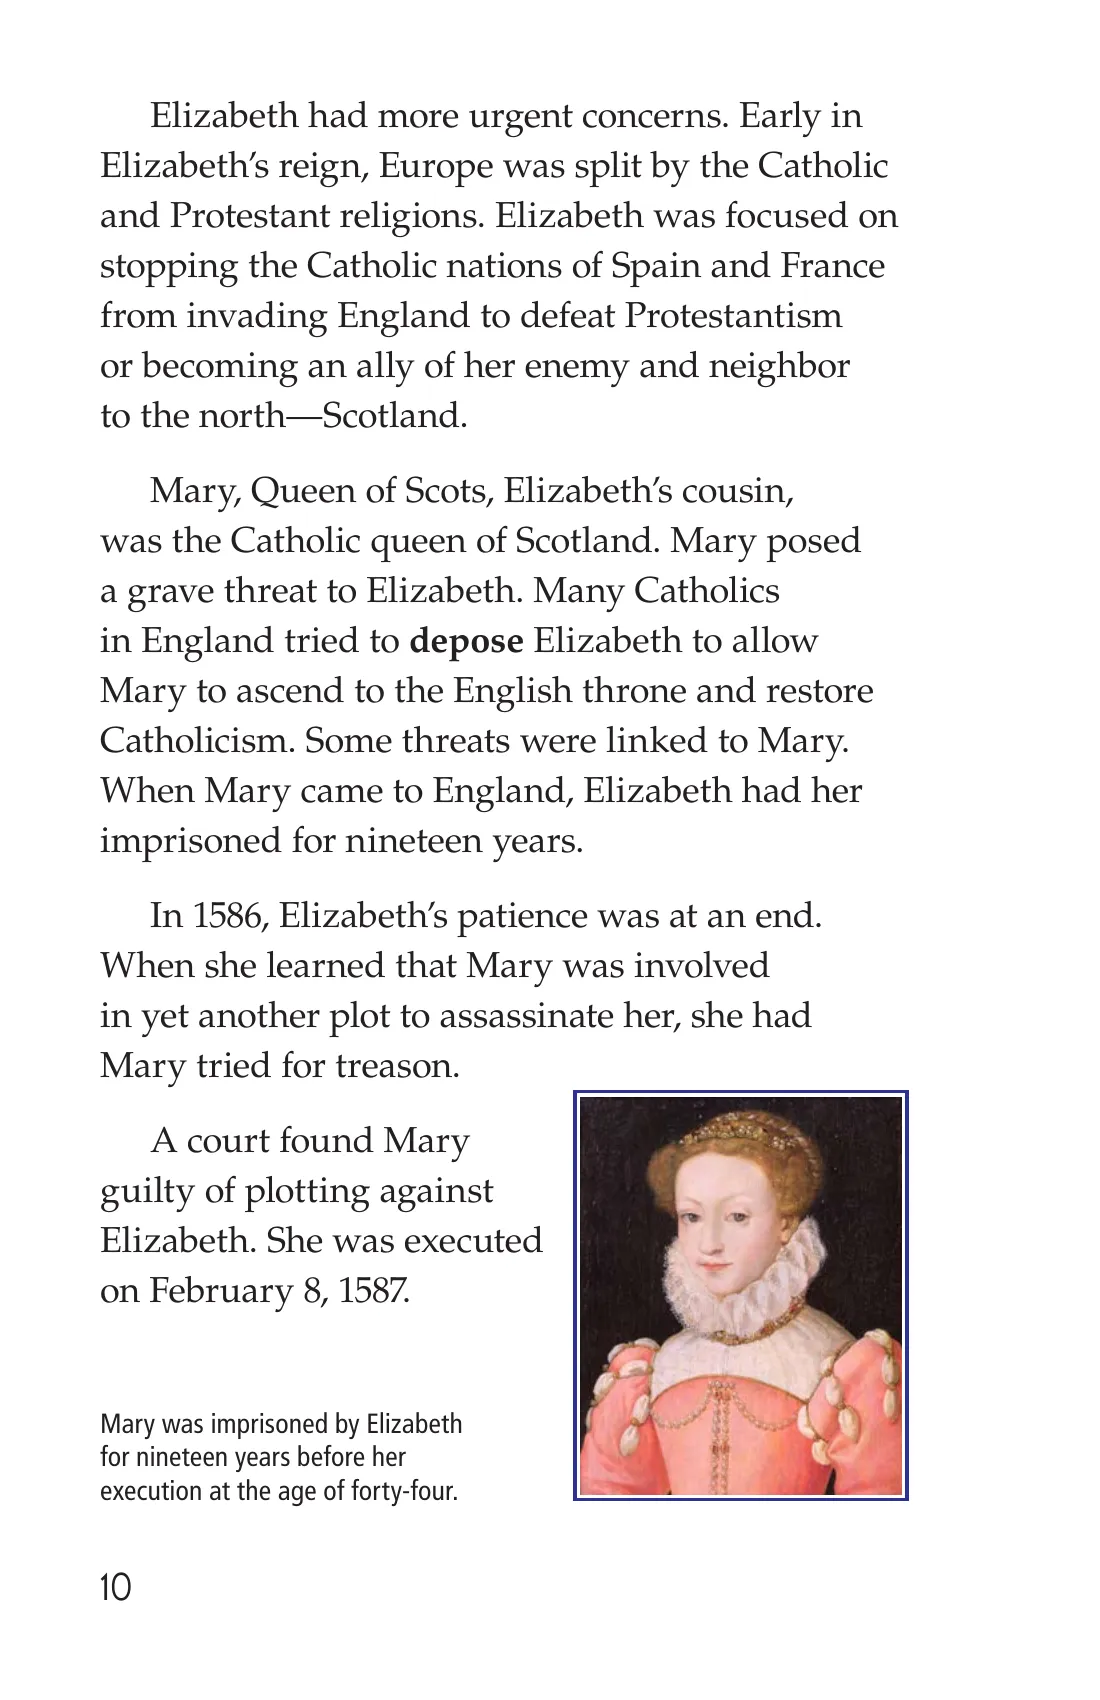 Elizabeth had more urgent concerns. Early in
Elizabeth’s reign, Europe was split by the Catholic
and Protestant religions. Elizabeth was focused on
stopping the Catholic nations of Spain and France
from invading England to defeat Protestantism
or becoming an ally of her enemy and neighbor
to the north—Scotland.
Mary, Queen of Scots, Elizabeth’s cousin,
was the Catholic queen of Scotland. Mary posed
a grave threat to Elizabeth. Many Catholics
in England tried to depose Elizabeth to allow
Mary to ascend to the English throne and restore
Catholicism. Some threats were linked to Mary.
When Mary came to England, Elizabeth had her
imprisoned for nineteen years.
In 1586, Elizabeth’s patience was at an end.
When she learned that Mary was involved
in yet another plot to assassinate her, she had
Mary tried for treason.
A court found Mary
guilty of plotting against
Elizabeth. She was executed
on February 8, 1587.
Mary was imprisoned by Elizabeth
for nineteen years before her
execution at the age of forty-four.
10